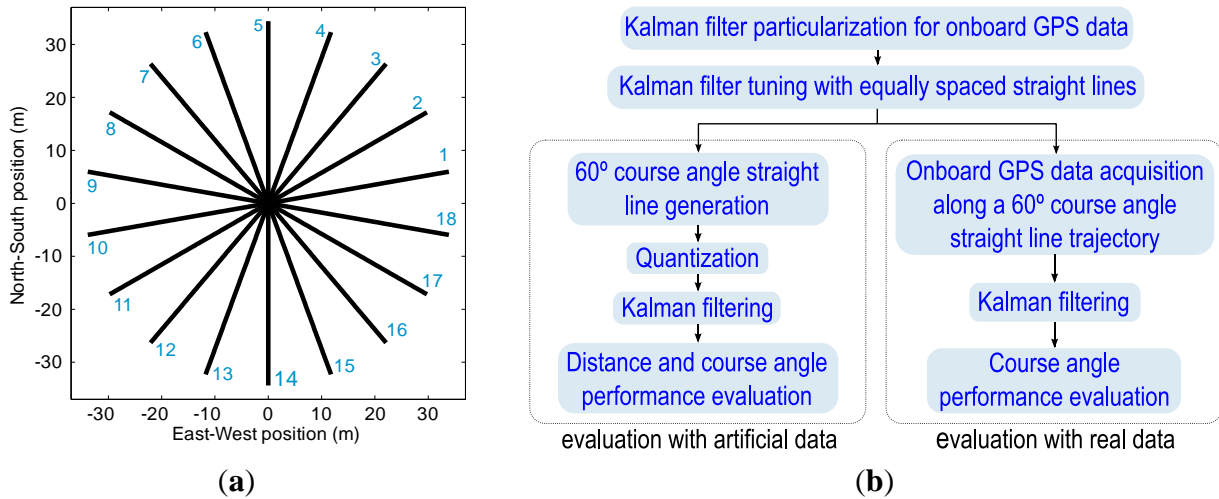 5
6
4
7
3
8
2
9
1
10
18
11
17
12
16
13
14
15
30
20
10
0
-10
-20
-30
North-South position (m)
-30 -20 -10 0 10 20 30
East-West position (m)
(a)
Kalman filter particularization for onboard GPS data
Kalman filter tuning with equally spaced straight lines
60º course angle straight
line generation
Quantization
Kalman filtering
Distance and course angle
performance evaluation
evaluation with artificial data
Onboard GPS data acquisition
along a 60º course angle
straight line trajectory
Kalman filtering
Course angle
performance evaluation
evaluation with real data
(b)